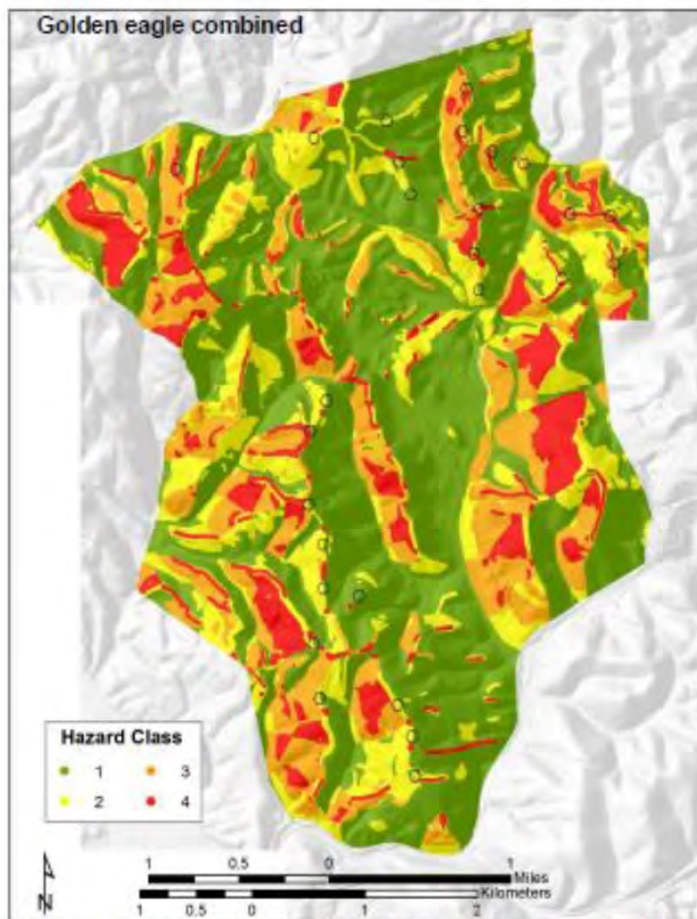 Golden eagle combined
Hazard Class
1 3
2 4
1 0.5 0 1
Miles
Kilometers
1 0.5 0 1 2
N